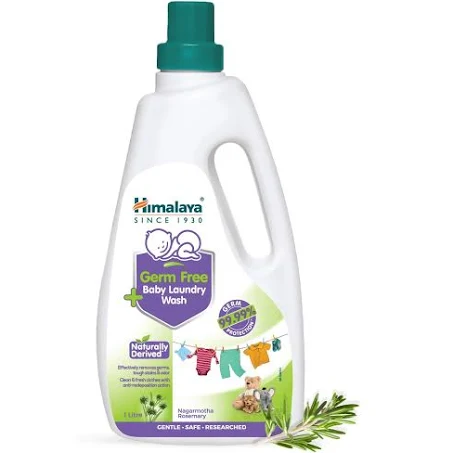 Himalaya
SINCE 1930
Germ Free
Baby Laundry
Wash
GERM
99.99%
PROTECTION
Naturally
Derived*
Effectively removes germs,
tough stains & odor
Clean & fresh clothes with
anti-redeposition action
1 Litre
Nagarmotha
Rosemary
GENTLE • SAFE • RESEARCHED